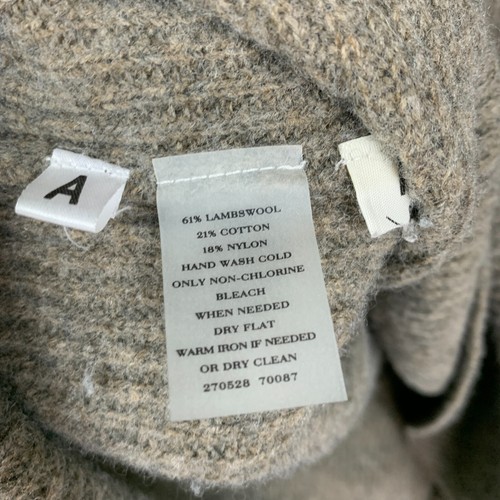 A
61% LAMBSWOOL
21% COTTON
18% NYLON
HAND WASH COLD
ONLY NON-CHLORINE
BLEACH
WHEN NEEDED
DRY FLAT
WARM IRON IF NEEDED
OR DRY CLEAN
270528 70087